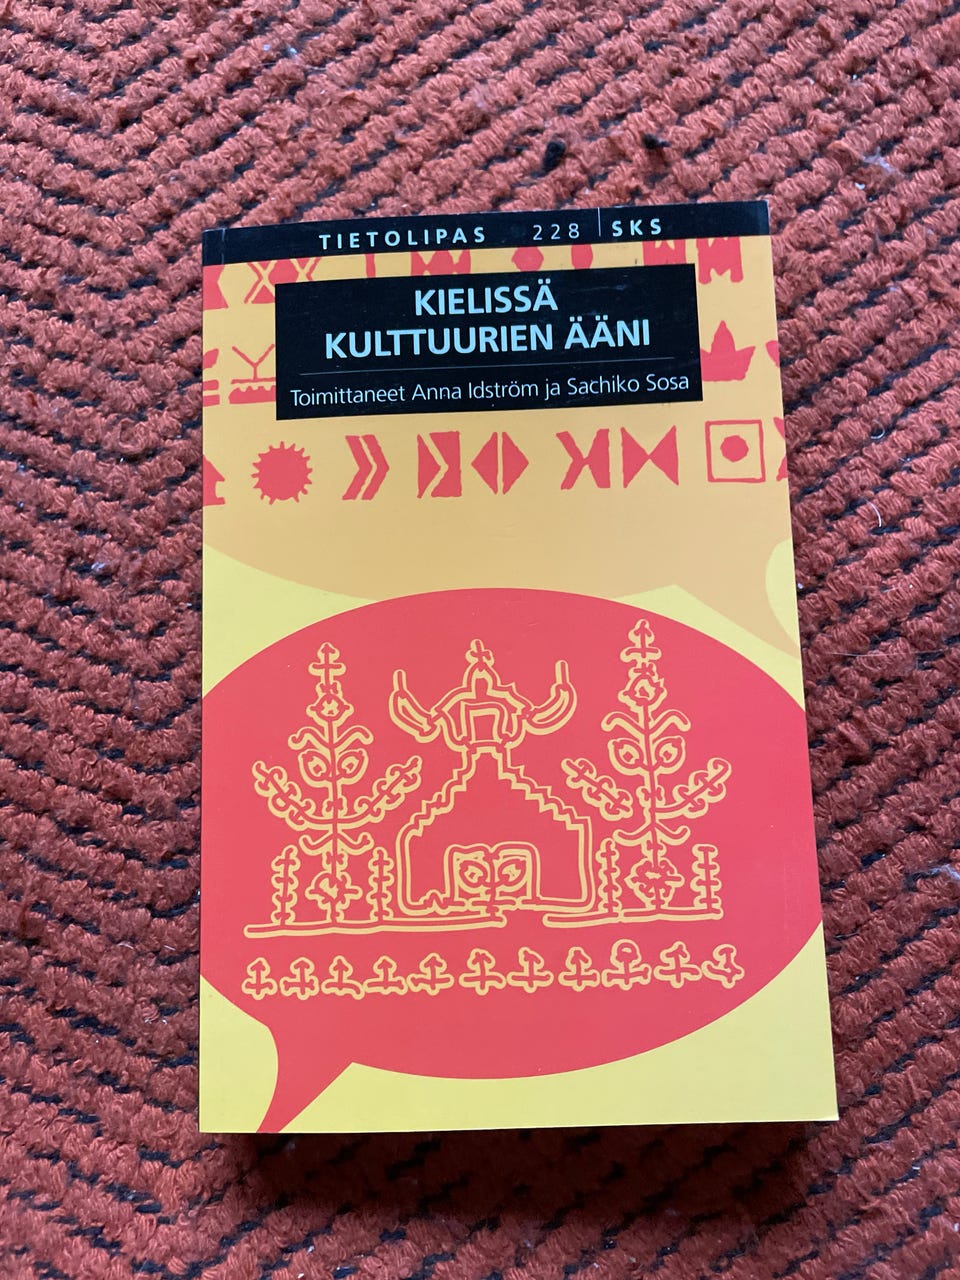 TIETOLIPAS 228 SKS
KIELISSÄ
KULTTUURIEN ÄÄNI
Toimittaneet Anna Idström ja Sachiko Sosa